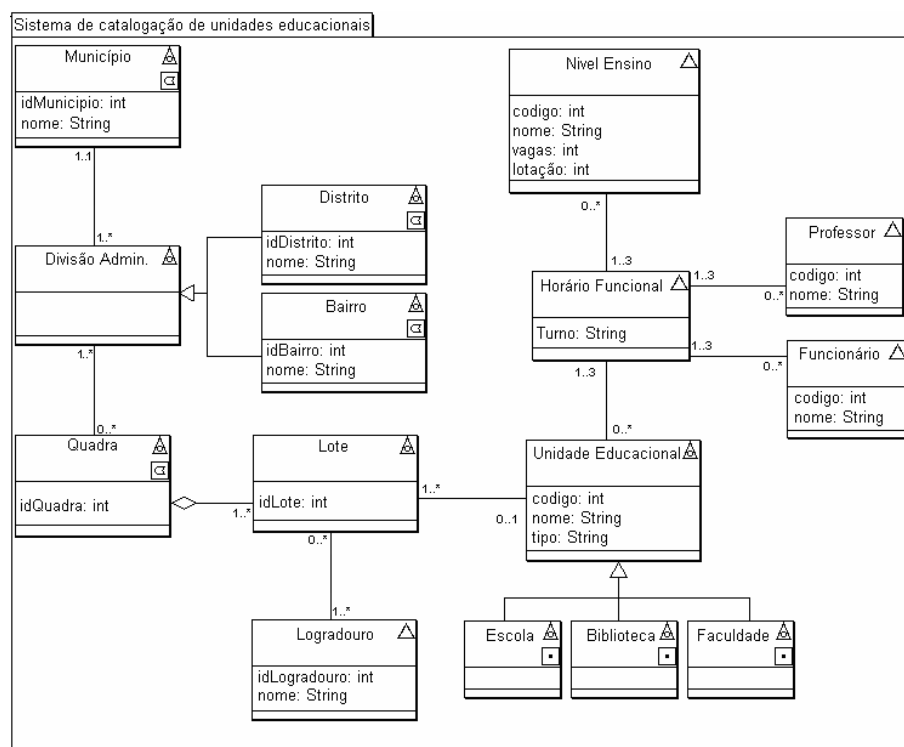 Sistema de catalogação de unidades educacionais
Município
idMunicipio: int
nome: String
1..1
1..*
Divisão Admin.
1..*
0..*
Distrito
idDistrito: int
nome: String
Bairro
idBairro: int
nome: String
Quadra
idQuadra: int
1..*
Lote
idLote: int
0..*
1..*
Logradouro
idLogradouro: int
nome: String
1..*
0..1
Nivel Ensino
codigo: int
nome: String
vagas: int
lotação: int
0..*
1..3
Horário Funcional
Turno: String
1..3
0..*
Professor
codigo: int
nome: String
1..3
0..*
Funcionário
codigo: int
nome: String
1..3
0..*
Unidade Educacional
codigo: int
nome: String
tipo: String
Escola
Biblioteca
Faculdade